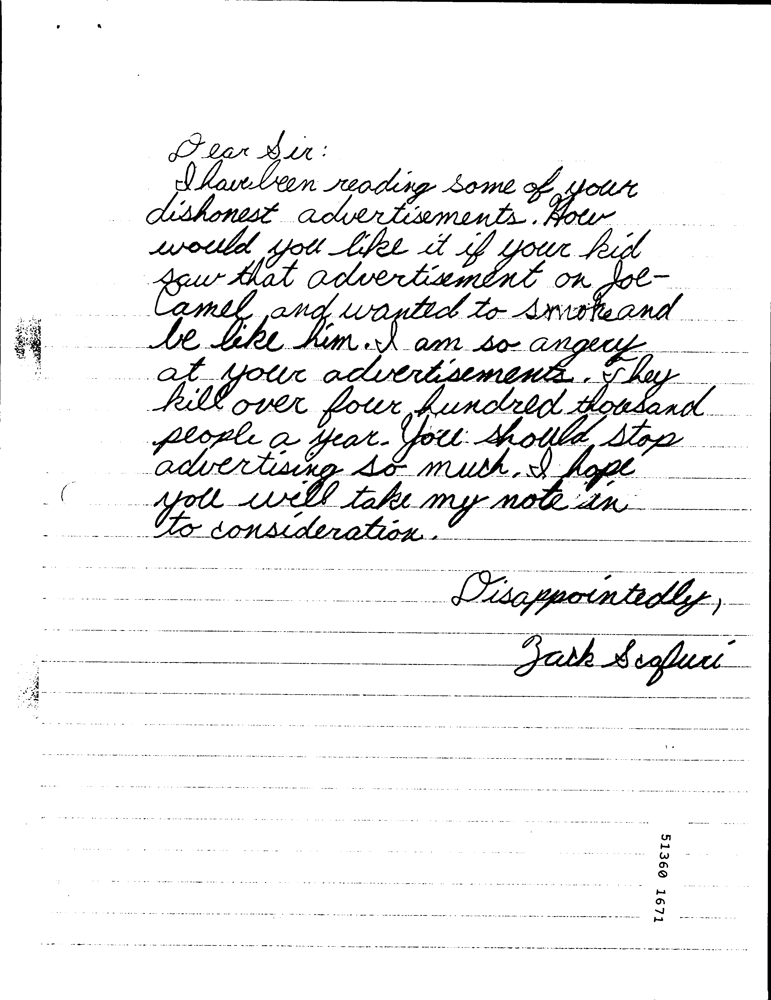 Dear Sir:
I have been reading some of your
dishonest advertisements. How
would you like it if your kid
saw that advertisement on Joe-
Camel, and wanted to smoke and
be like him. I am so angery
at your advertisements. They
kill over four hundred thousand
people a year. You should stop
advertising so much. I hope
you will take my note in
to consideration.
Disappointedly,
Zack Scafuri
51360 1671